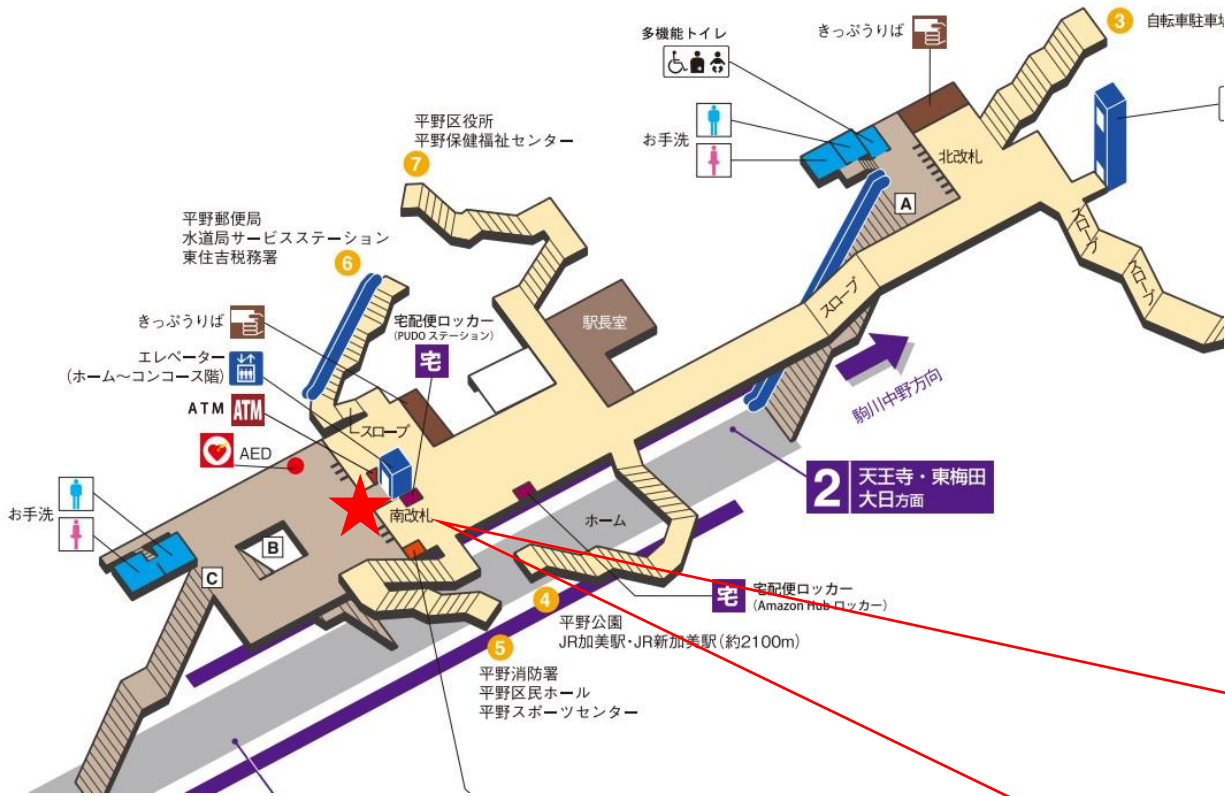 3
自転車駐車場
多機能トイレ
きっぷうりば
お手洗
北改札
A
スロープ
スロープ
スロープ
平野区役所
平野保健福祉センター
7
平野郵便局
水道局サービスステーション
東住吉税務署
6
きっぷうりば
宅配便ロッカー
(PUDO ステーション)
宅
駅長室
エレベーター
(ホーム〜コンコース階)
ATM
ATM
スロープ
AED
駒川中野方向
2
天王寺・東梅田
大日方面
お手洗
南改札
ホーム
B
C
宅
宅配便ロッカー
(Amazon Hub ロッカー)
4
平野公園
JR加美駅・JR新加美駅(約2100m)
5
平野消防署
平野区民ホール
平野スポーツセンター